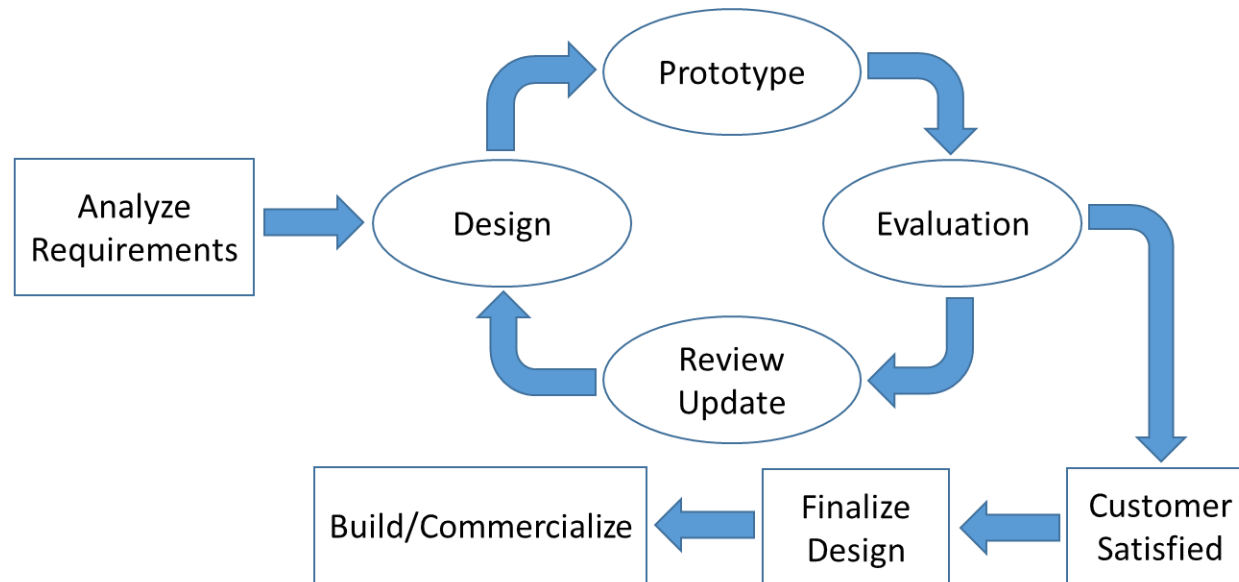 Prototype
Analyze
Requirements
Design
Evaluation
Review
Update
Build/Commercialize
Finalize
Design
Customer
Satisfied